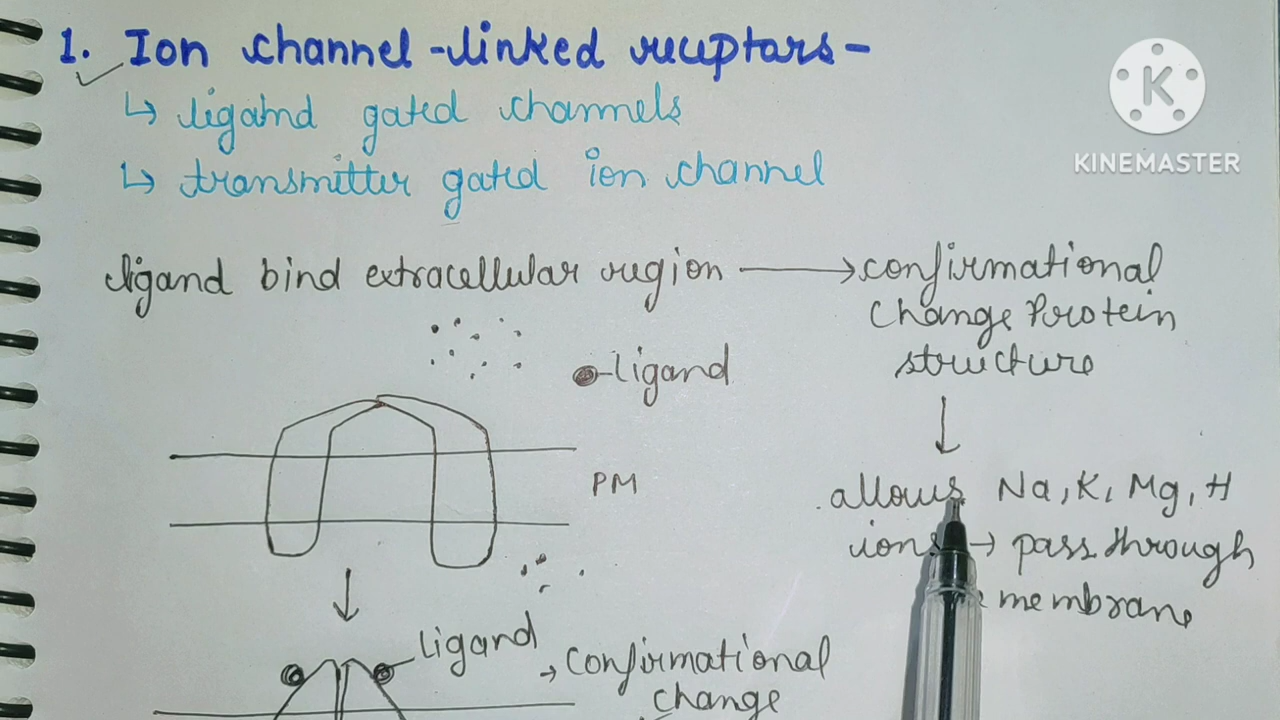 1. Ion channel-linked receptors-
↳ ligand gated channels
↳ transmitter gated ion channel
K
KINEMASTER
ligand bind extracellular region → confirmational
change Protein
structure
ligand
PM
allows Na, K, Mg, H
ions → pass through
membrane
ligand
→ confirmational
change